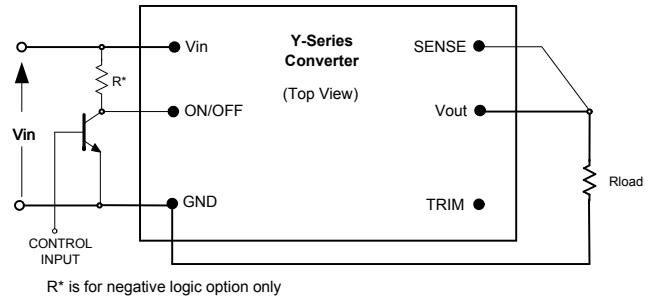 Y-Series
Converter
(Top View)
Vin
SENSE
R*
ON/OFF
Vout
Vin
GND
TRIM
Rload
CONTROL
INPUT
R* is for negative logic option only